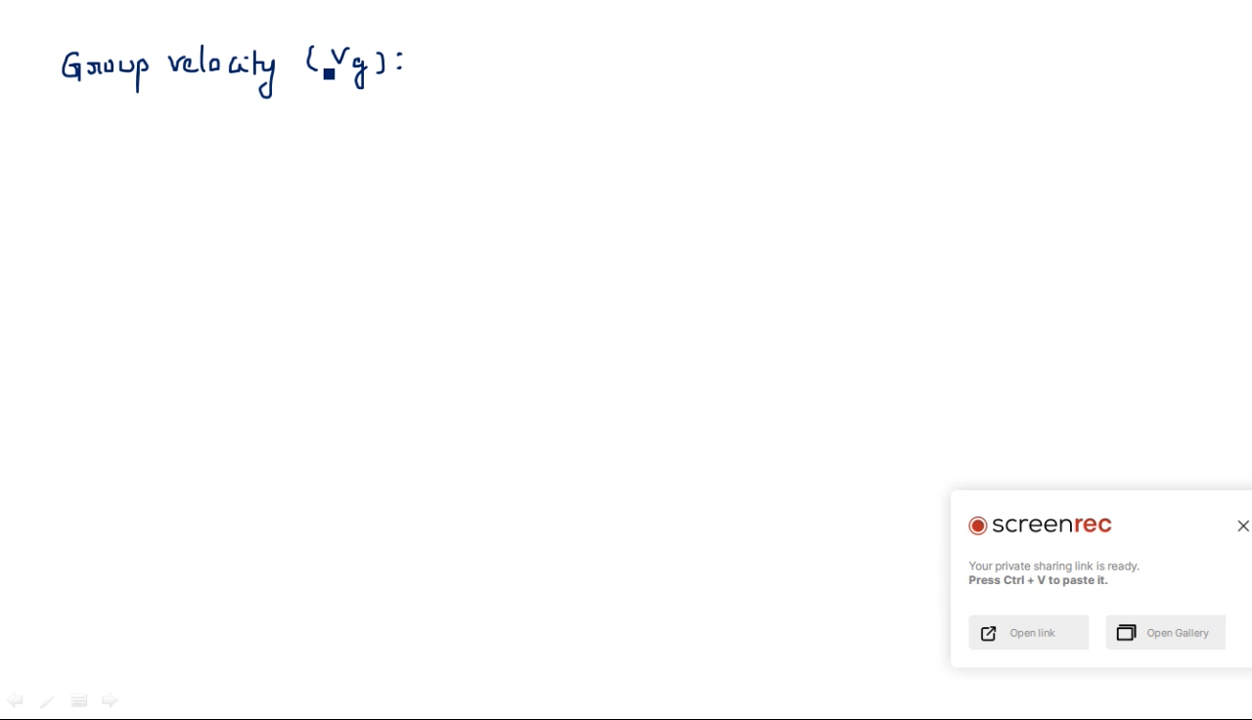 Group velocity (Vg):
screenrec
Your private sharing link is ready.
Press Ctrl + V to paste it.
Open link
Open Gallery